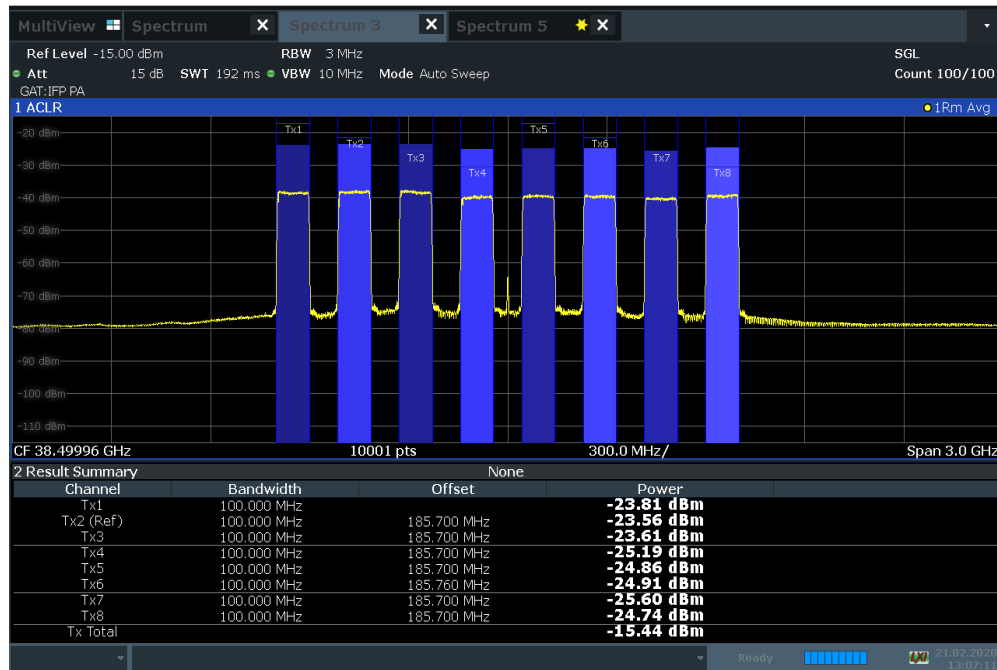 MultiView Spectrum X Spectrum 3 X Spectrum 5 X
Ref Level -15.00 dBm RBW 3 MHz SGL
Att 15 dB SWT 192 ms VBW 10 MHz Mode Auto Sweep Count 100/100
GAT:IFP PA
1 ACLR 1Rm Avg
-20 dBm
Tx1 Tx5
Tx2 Tx6
-30 dBm
Tx3 Tx7
Tx4 Tx8
-40 dBm
-50 dBm
-60 dBm
-70 dBm
-80 dBm
-90 dBm
-100 dBm
-110 dBm
CF 38.49996 GHz 10001 pts 300.0 MHz/ Span 3.0 GHz
2 Result Summary None
Channel Bandwidth Offset Power
Tx1 100.000 MHz -23.81 dBm
Tx2 (Ref) 100.000 MHz 185.700 MHz -23.56 dBm
Tx3 100.000 MHz 185.700 MHz -23.61 dBm
Tx4 100.000 MHz 185.700 MHz -25.19 dBm
Tx5 100.000 MHz 185.700 MHz -24.86 dBm
Tx6 100.000 MHz 185.760 MHz -24.91 dBm
Tx7 100.000 MHz 185.700 MHz -25.60 dBm
Tx8 100.000 MHz 185.700 MHz -24.74 dBm
Tx Total -15.44 dBm
Ready LXI 21.02.2020
13:07:11